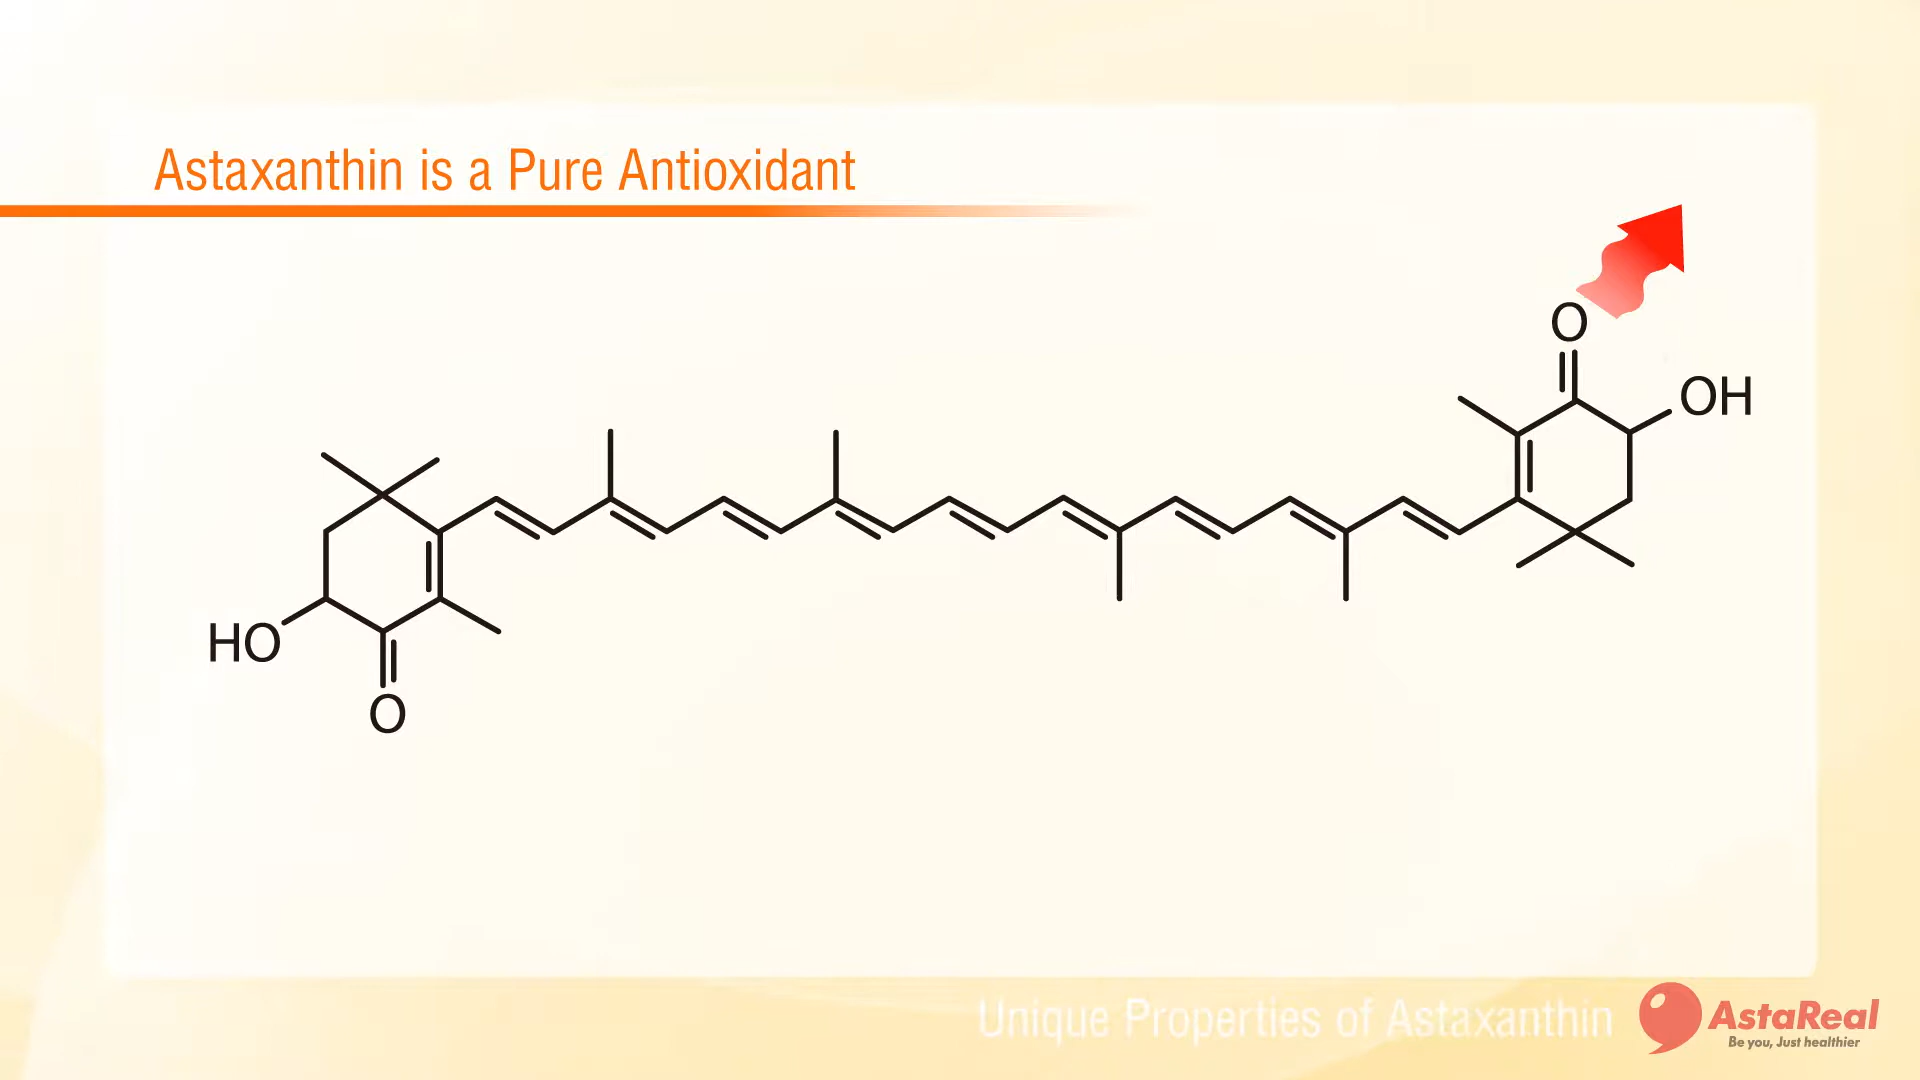 Astaxanthin is a Pure Antioxidant
O
OH
HO
O
Unique Properties of Astaxanthin
AstaReal
Be you, Just healthier